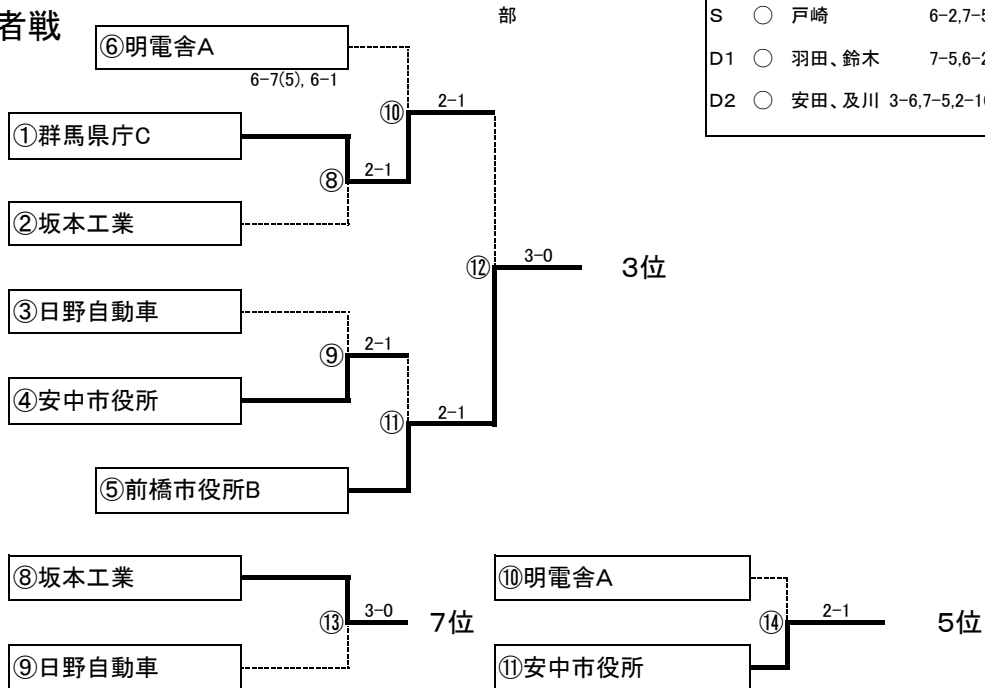 者戦
部
S ○ 戸崎 6-2,7-5
D1 ○ 羽田、鈴木 7-5,6-2
D2 ○ 安田、及川 3-6,7-5,2-1
⑥明電舎A
6-7(5), 6-1
⑩ 2-1
①群馬県庁C
⑧ 2-1
②坂本工業
⑫ 3-0 3位
③日野自動車
⑨ 2-1
④安中市役所
⑪ 2-1
⑤前橋市役所B
⑧坂本工業 ⑩明電舎A
⑬ 3-0 7位 ⑭ 2-1 5位
⑨日野自動車 ⑪安中市役所